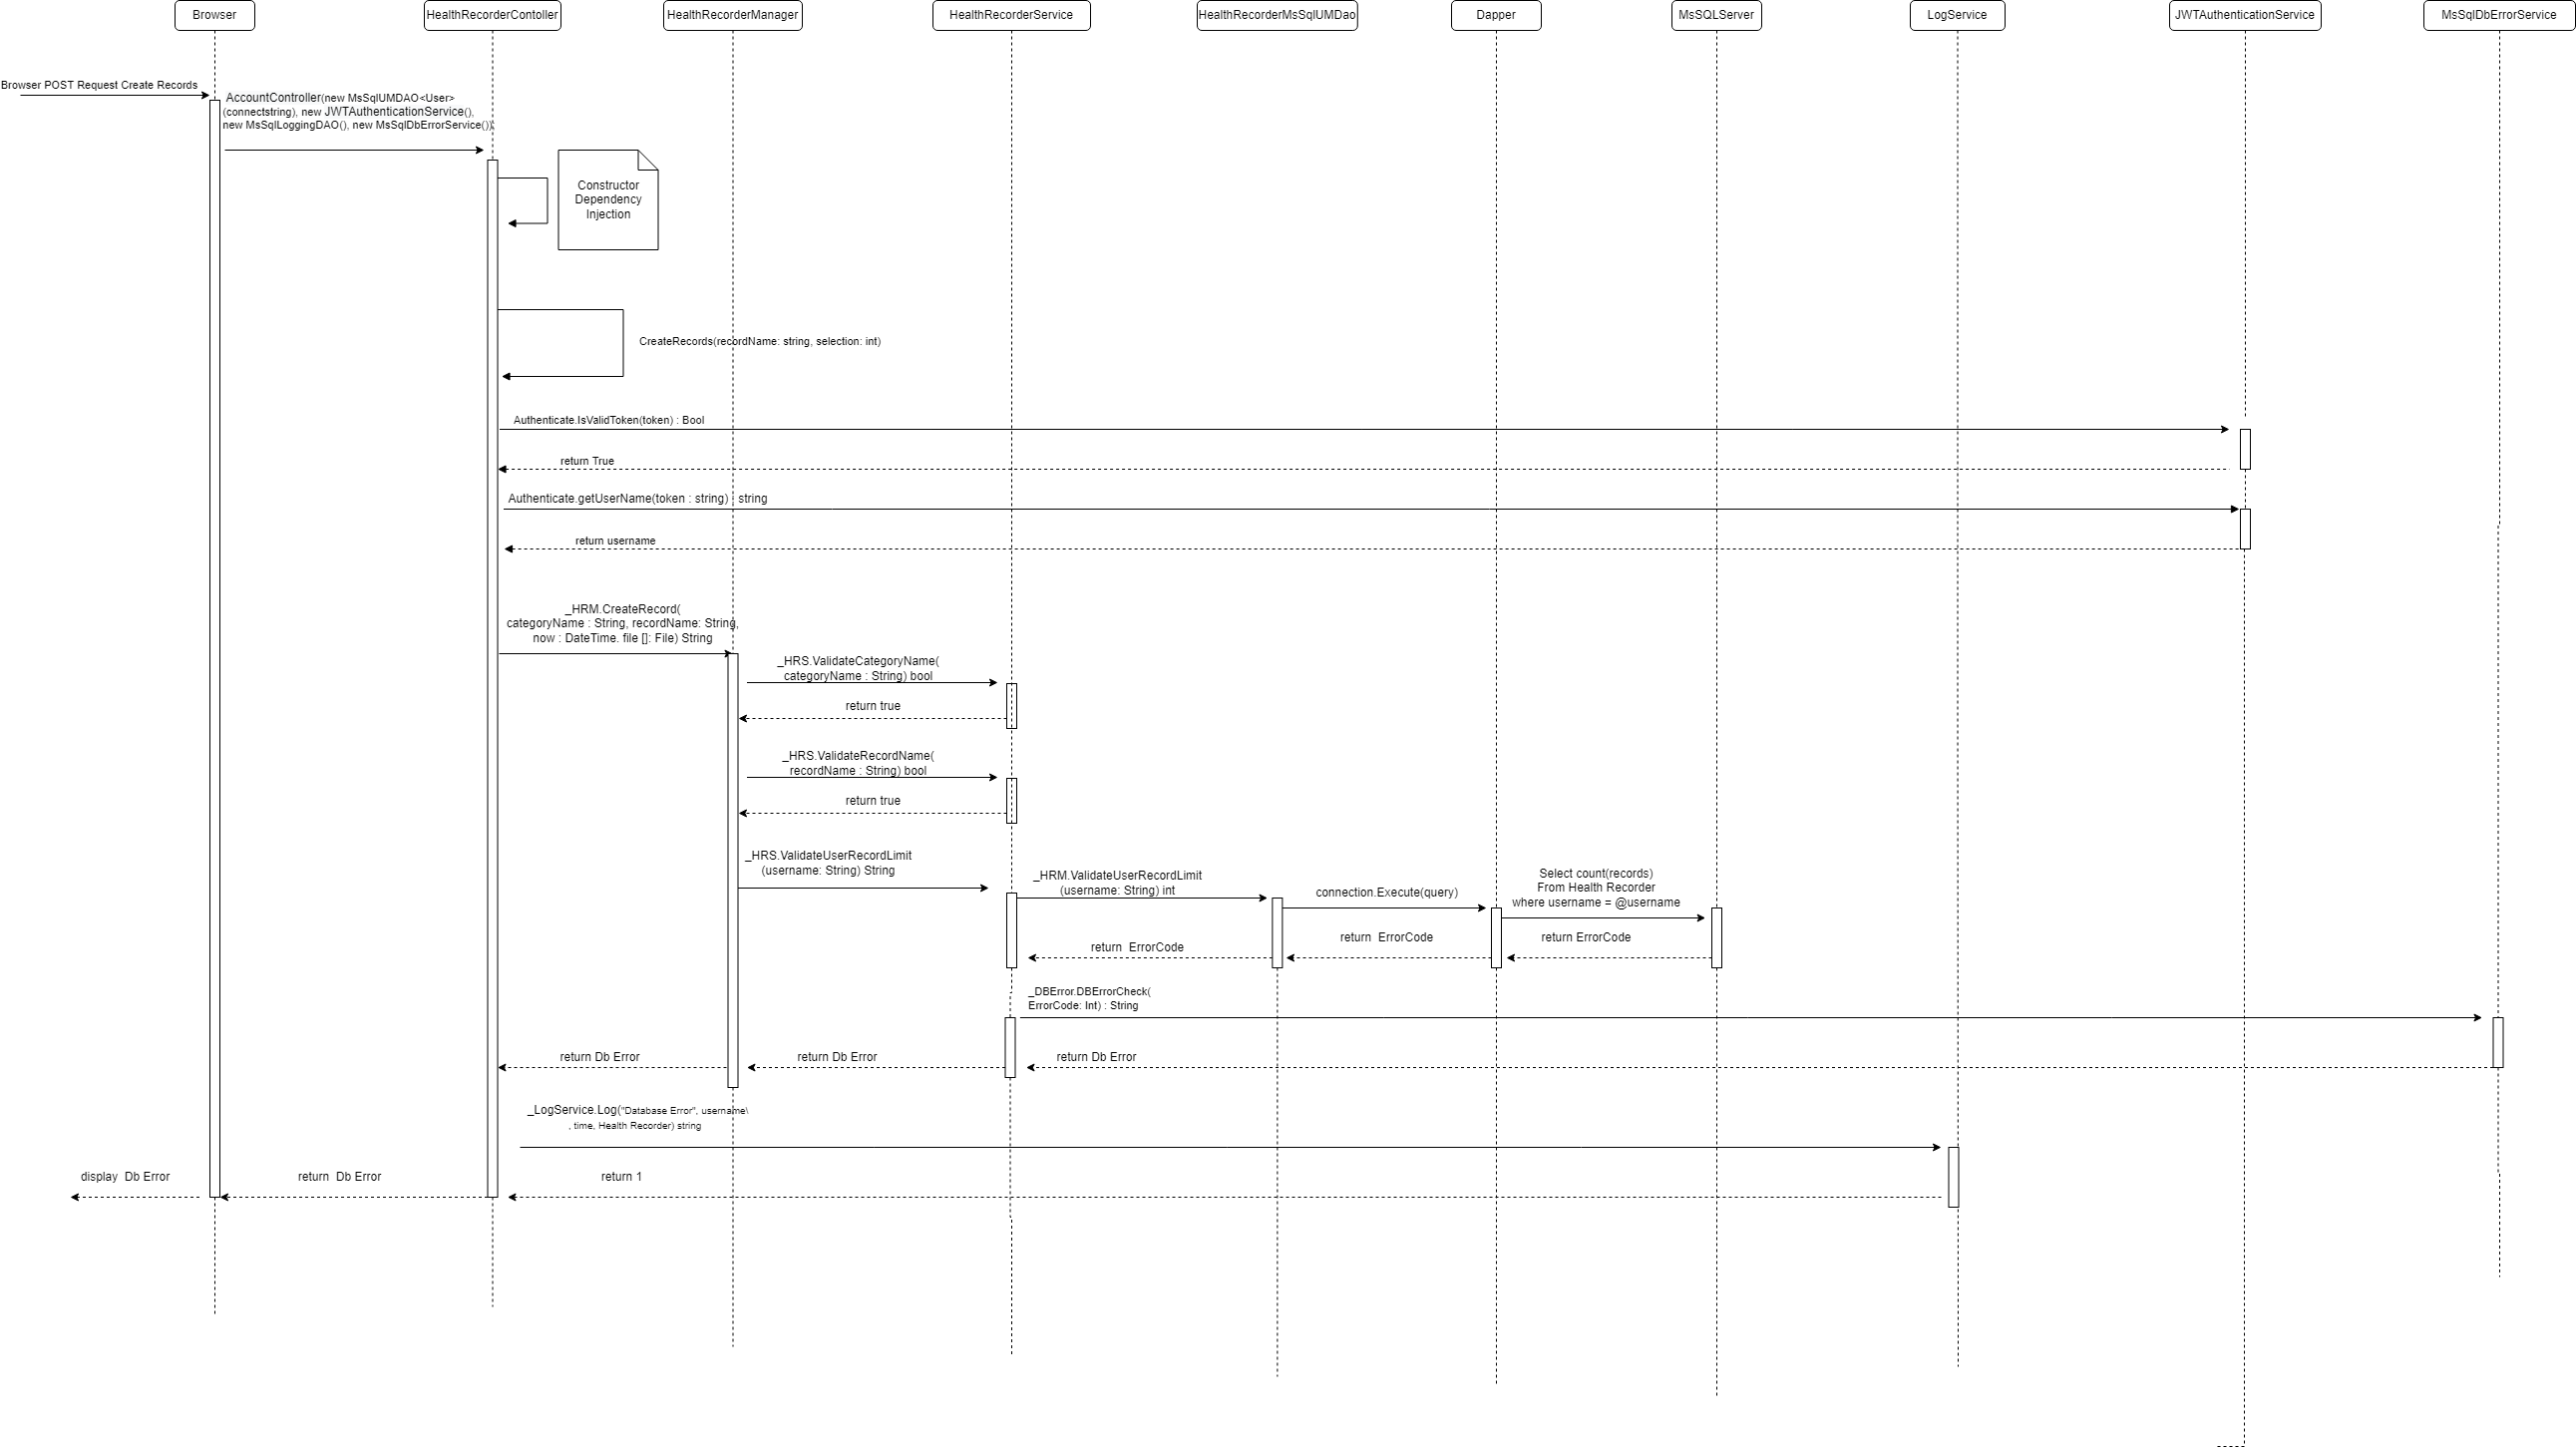 Browser
HealthRecorderContoller
HealthRecorderManager
HealthRecorderService
HealthRecorderMsSqlUMDao
Dapper
MsSQLServer
LogService
JWTAuthenticationService
MsSqlDbErrorService
Browser POST Request Create Records
AccountController(new MsSqlUMDAO<User>
(connectstring), new JWTAuthenticationService(),
new MsSqlLoggingDAO(), new MsSqlDbErrorService())
Constructor
Dependency
Injection
CreateRecords(recordName: string, selection: int)
Authenticate.IsValidToken(token) : Bool
return True
Authenticate.getUserName(token : string) : string
return username
_HRM.CreateRecord(
categoryName : String, recordName: String,
now : DateTime. file []: File) String
_HRS.ValidateCategoryName(
categoryName : String) bool
return true
_HRS.ValidateRecordName(
recordName : String) bool
return true
_HRS.ValidateUserRecordLimit
(username: String) String
_HRM.ValidateUserRecordLimit
(username: String) int
connection.Execute(query)
Select count(records)
From Health Recorder
where username = @username
return  ErrorCode
return  ErrorCode
return ErrorCode
_DBError.DBErrorCheck(
ErrorCode: Int) : String
return Db Error
return Db Error
return Db Error
_LogService.Log("Database Error", username\
, time, Health Recorder) string
display  Db Error
return  Db Error
return 1